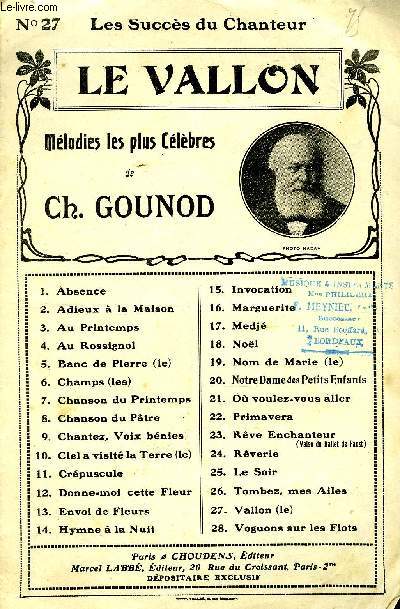 Le-livre.com
Nº 27 Les Succès du Chanteur
LE VALLON
Mélodies les plus Célèbres
de
Ch. GOUNOD
PHOTO NADAR
1. Absence
2. Adieux à la Maison
3. Au Printemps
4. Au Rossignol
5. Banc de Pierre (le)
6. Champs (les)
7. Chanson du Printemps
8. Chanson du Pâtre
9. Chantez, Voix bénies
10. Ciel a visité la Terre (le)
11. Crépuscule
12. Donne-moi cette Fleur
13. Envoi de Fleurs
14. Hymne à la Nuit
15. Invocation
16. Marguerite
17. Medjé
18. Noël
19. Nom de Marie (le)
20. Notre Dame des Petits Enfants
21. Où voulez-vous aller
22. Primavera
23. Rêve Enchanteur
(Valse du Ballet de Faust)
24. Rêverie
25. Le Soir
26. Tombez, mes Ailes
27. Vallon (le)
28. Voguons sur les Flots
MUSIQUE &
MEYNIEU
Successeur
11, Rue
BORDEAUX
Paris CHOUDENS, Éditeur
Marcel LABBÉ, Éditeur, 20 Rue du Croissant, Paris-2me
DÉPOSITAIRE EXCLUSIF